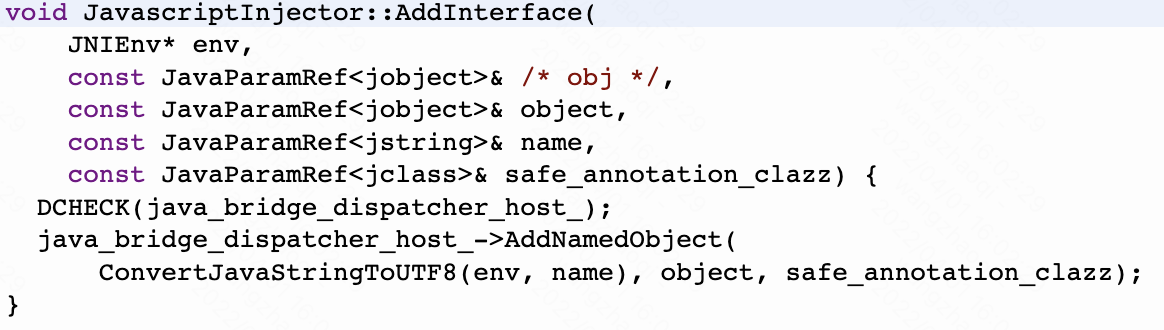 void JavascriptInjector::AddInterface(
    JNIEnv* env,
    const JavaParamRef<jobject>& /* obj */,
    const JavaParamRef<jobject>& object,
    const JavaParamRef<jstring>& name,
    const JavaParamRef<jclass>& safe_annotation_clazz) {
  DCHECK(java_bridge_dispatcher_host_);
  java_bridge_dispatcher_host_->AddNamedObject(
      ConvertJavaStringToUTF8(env, name), object, safe_annotation_clazz);
}